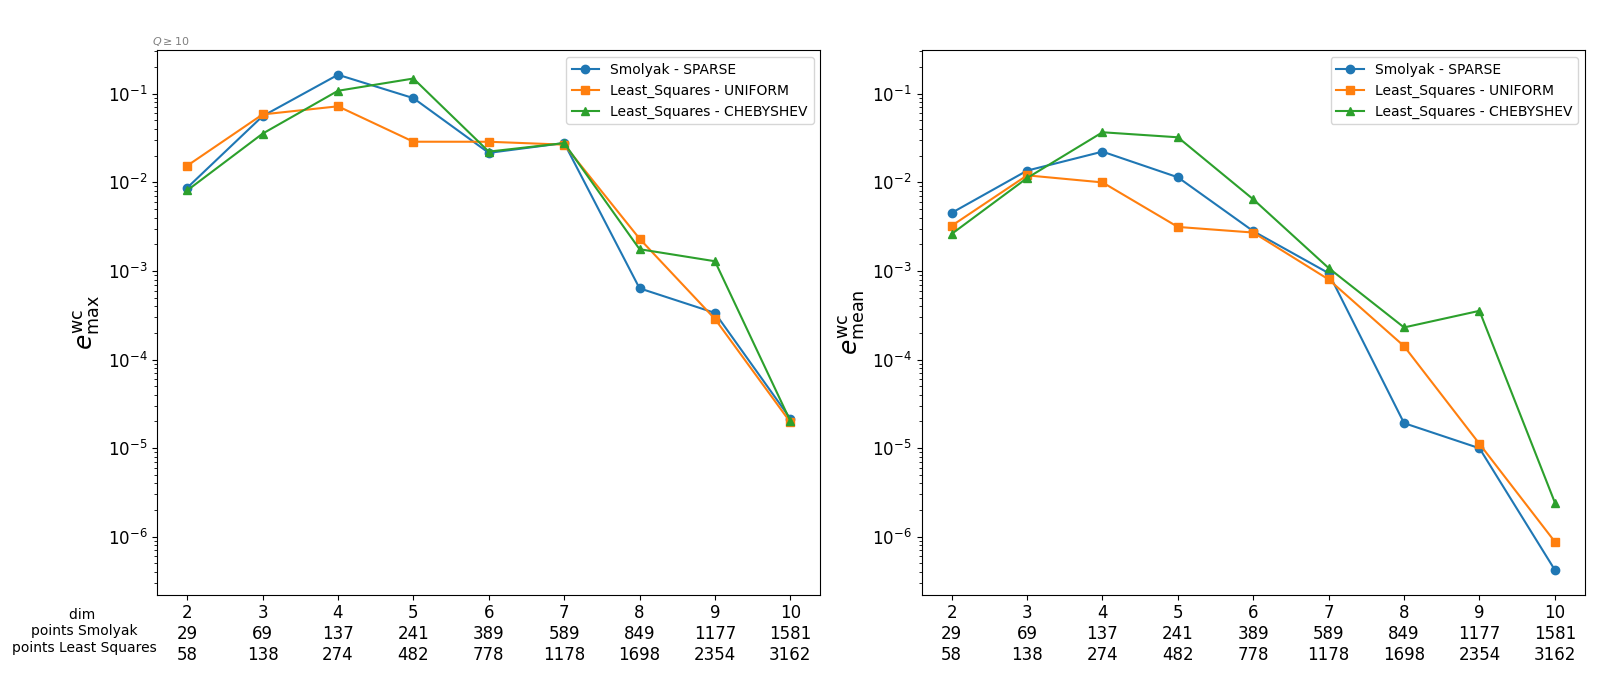 Q ≥ 10
Smolyak - SPARSE
Least_Squares - UNIFORM
Least_Squares - CHEBYSHEV
10⁻¹
10⁻²
10⁻³
10⁻⁴
10⁻⁵
10⁻⁶
e^wc_max
dim 2 3 4 5 6 7 8 9 10
points Smolyak 29 69 137 241 389 589 849 1177 1581
points Least Squares 58 138 274 482 778 1178 1698 2354 3162
Smolyak - SPARSE
Least_Squares - UNIFORM
Least_Squares - CHEBYSHEV
10⁻¹
10⁻²
10⁻³
10⁻⁴
10⁻⁵
10⁻⁶
e^wc_mean
2 3 4 5 6 7 8 9 10
29 69 137 241 389 589 849 1177 1581
58 138 274 482 778 1178 1698 2354 3162